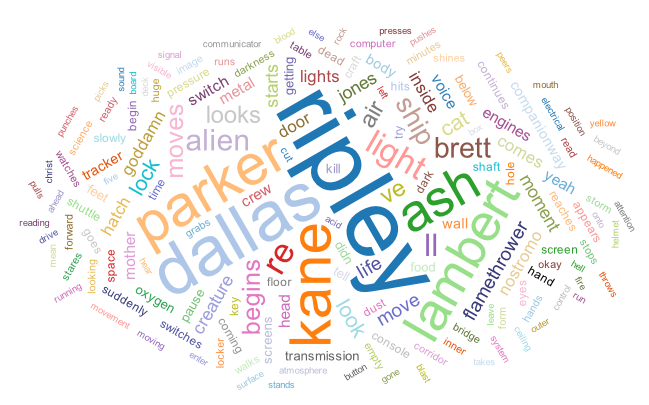 ripley
dallas
parker
kane
lambert
ash
brett
light
alien
ship
re
begins
ll
ve
moves
lock
looks
look
cat
flamethrower
nostromo
moment
creature
move
air
inside
jones
door
life
hatch
goddamn
comes
companionway
engines
switch
metal
starts
lights
voice
yeah
body
mother
oxygen
transmission
suddenly
tracker
hand
head
pause
crew
screen
shuttle
space
switches
key
wall
hole
shaft
below
appears
reaches
floor
console
corridor
bridge
inner
eyes
hands
okay
stops
storm
feet
goes
stares
looking
forward
slowly
begin
ready
science
watches
time
five
christ
ahead
pulls
reading
drive
mean
hear
running
movement
moving
enter
coming
locker
screens
walks
surface
stands
atmosphere
button
empty
gone
blast
takes
system
ceiling
outer
control
run
fire
hell
throws
helmet
onto
attention
happened
beyond
yellow
read
position
electrical
mouth
peers
continues
shines
pushes
presses
minutes
computer
hits
craft
rock
left
else
dead
table
getting
blood
darkness
runs
communicator
image
signal
visible
pressure
huge
deck
board
sound
picks
punches
grabs
cut
kill
acid
didn
tell
food
dust
dark
try
box
leave
form